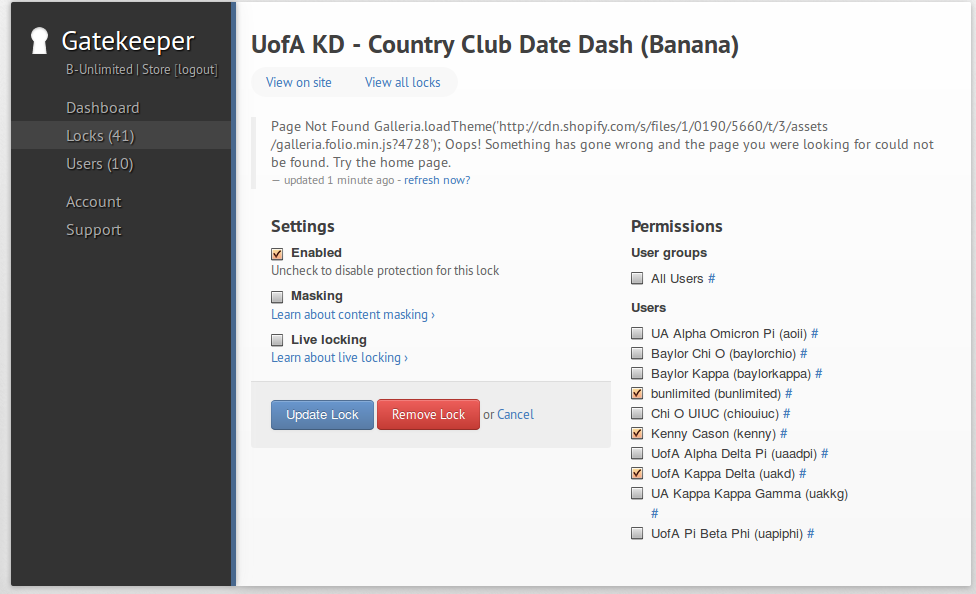 Gatekeeper
B-Unlimited | Store [logout]
Dashboard
Locks (41)
Users (10)
Account
Support
UofA KD - Country Club Date Dash (Banana)
View on site
View all locks
Page Not Found Galleria.loadTheme('http://cdn.shopify.com/s/files/1/0190/5660/t/3/assets
/galleria.folio.min.js?4728'); Oops! Something has gone wrong and the page you were looking for could not
be found. Try the home page.
— updated 1 minute ago - refresh now?
Settings
Enabled
Uncheck to disable protection for this lock
Masking
Learn about content masking ›
Live locking
Learn about live locking ›
Update Lock
Remove Lock
or Cancel
Permissions
User groups
All Users #
Users
UA Alpha Omicron Pi (aoii) #
Baylor Chi O (baylorchio) #
Baylor Kappa (baylorkappa) #
bunlimited (bunlimited) #
Chi O UIUC (chiouiuc) #
Kenny Cason (kenny) #
UofA Alpha Delta Pi (uaadpi) #
UofA Kappa Delta (uakd) #
UA Kappa Kappa Gamma (uakkg)
#
UofA Pi Beta Phi (uapiphi) #